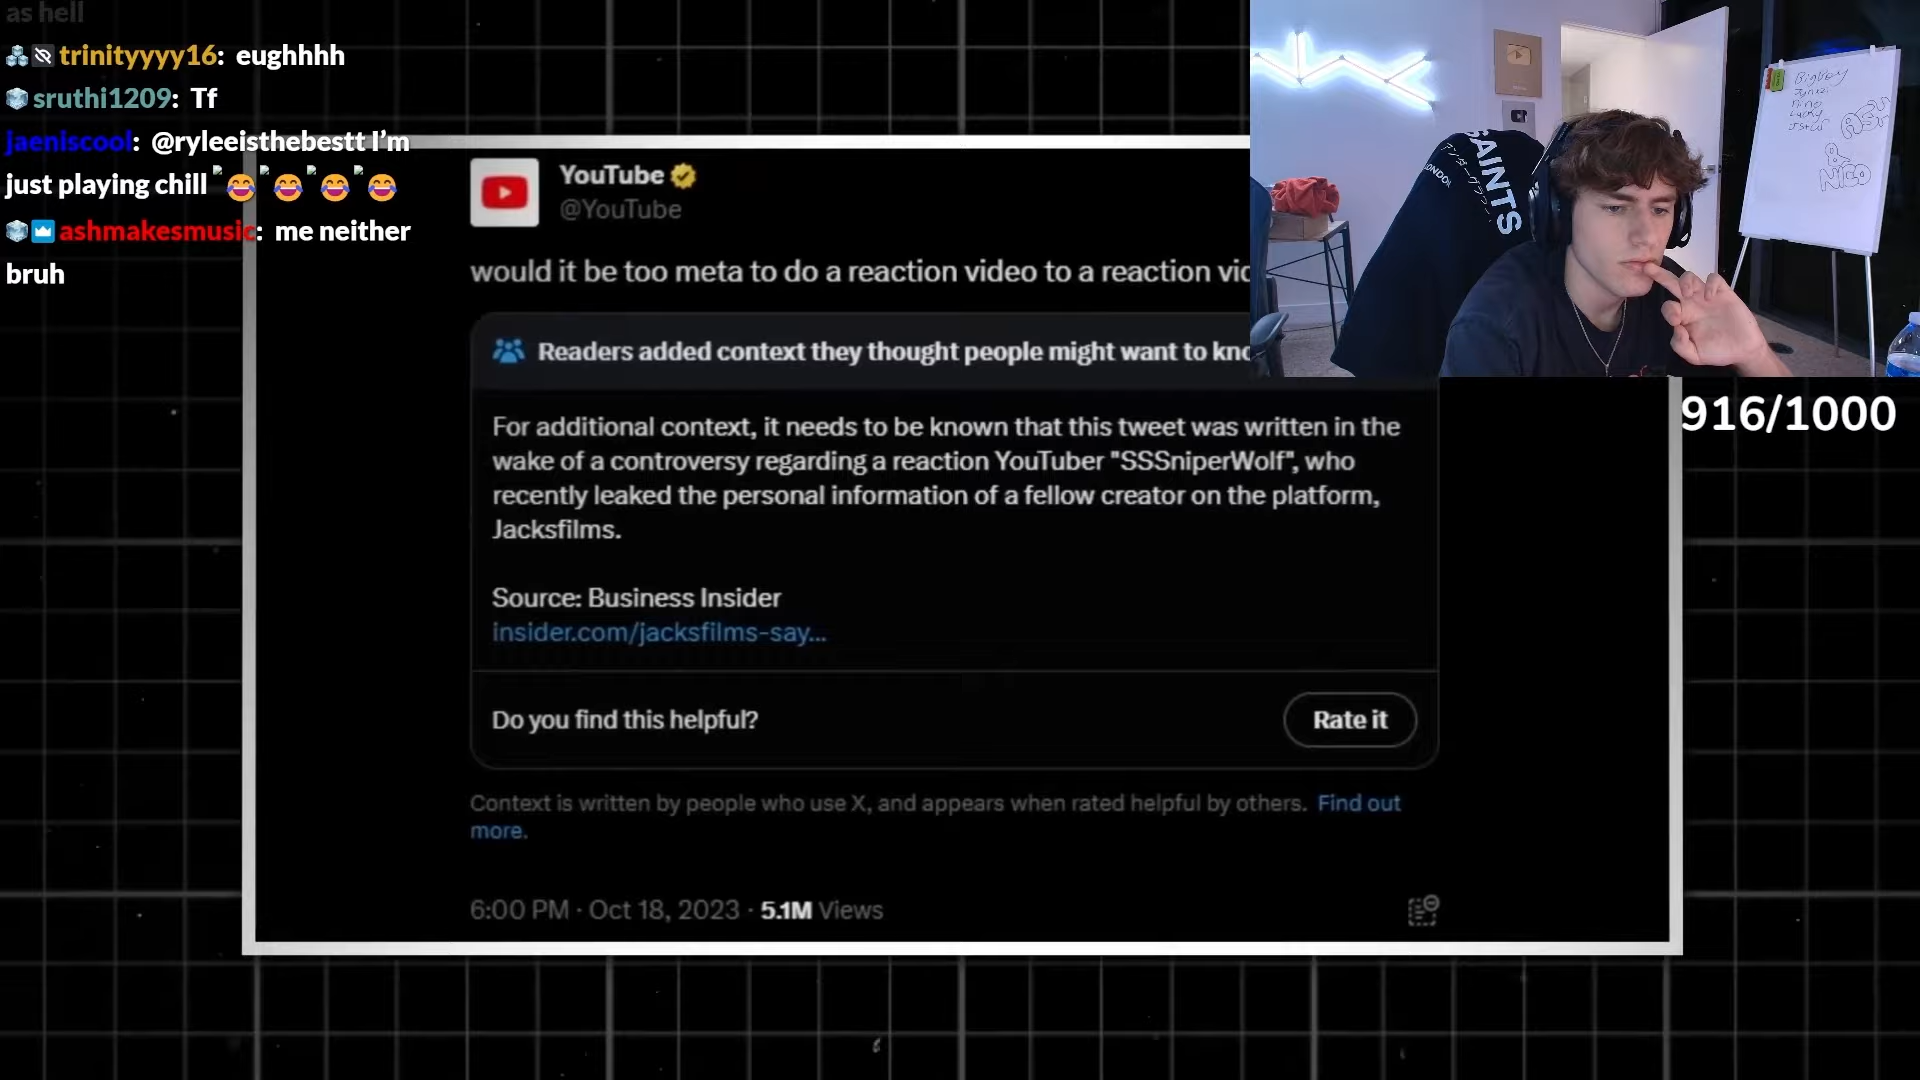 as hell
trinityyyy16: eughhhh
sruthi1209: Tf
jaeniscool: @ryleeisthebestt I’m
just playing chill 😂 😂 😂 😂
ashmakesmusic: me neither
bruh
YouTube
@YouTube
would it be too meta to do a reaction video to a reaction vid
Readers added context they thought people might want to kno
For additional context, it needs to be known that this tweet was written in the
wake of a controversy regarding a reaction YouTuber "SSSniperWolf", who
recently leaked the personal information of a fellow creator on the platform,
Jacksfilms.
Source: Business Insider
insider.com/jacksfilms-say...
Do you find this helpful?
Rate it
Context is written by people who use X, and appears when rated helpful by others. Find out
more.
6:00 PM · Oct 18, 2023 · 5.1M Views
SAINTS
LONDON
BigBoy
Nino
Lucky
ASH
&
NICO
916/1000